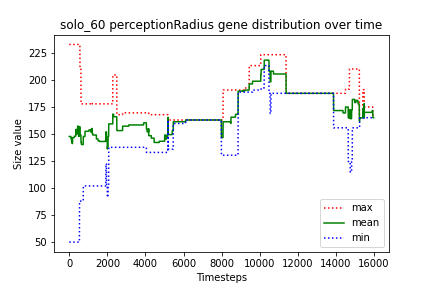 solo_60 perceptionRadius gene distribution over time
Size value
225
200
175
150
125
100
75
50
0 2000 4000 6000 8000 10000 12000 14000 16000
Timesteps
max
mean
min